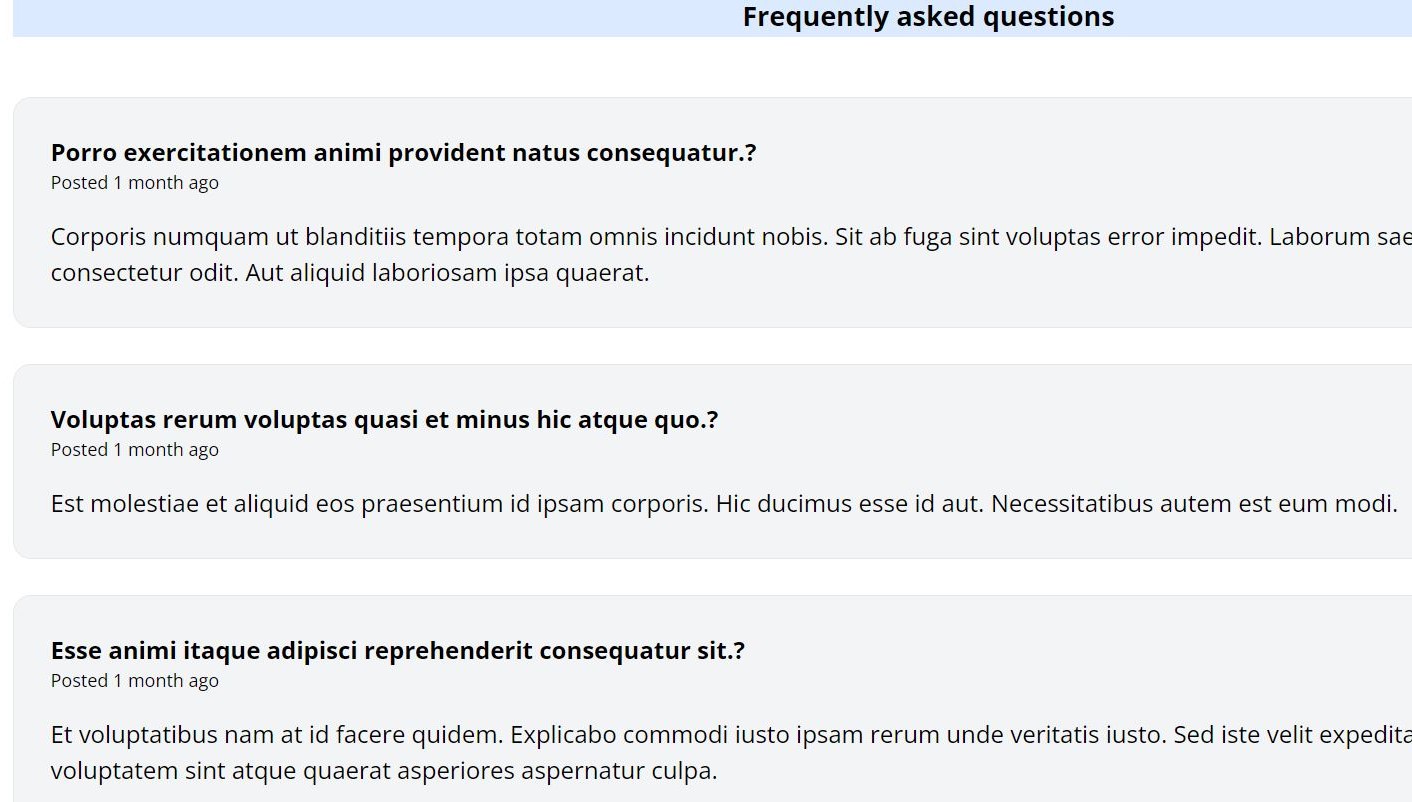 Frequently asked questions
Porro exercitationem animi provident natus consequatur.?
Posted 1 month ago
Corporis numquam ut blanditiis tempora totam omnis incidunt nobis. Sit ab fuga sint voluptas error impedit. Laborum
consectetur odit. Aut aliquid laboriosam ipsa quaerat.
Voluptas rerum voluptas quasi et minus hic atque quo.?
Posted 1 month ago
Est molestiae et aliquid eos praesentium id ipsam corporis. Hic ducimus esse id aut. Necessitatibus autem est eum modi.
Esse animi itaque adipisci reprehenderit consequatur sit.?
Posted 1 month ago
Et voluptatibus nam at id facere quidem. Explicabo commodi iusto ipsam rerum unde veritatis iusto. Sed iste velit expedita
voluptatem sint atque quaerat asperiores aspernatur culpa.